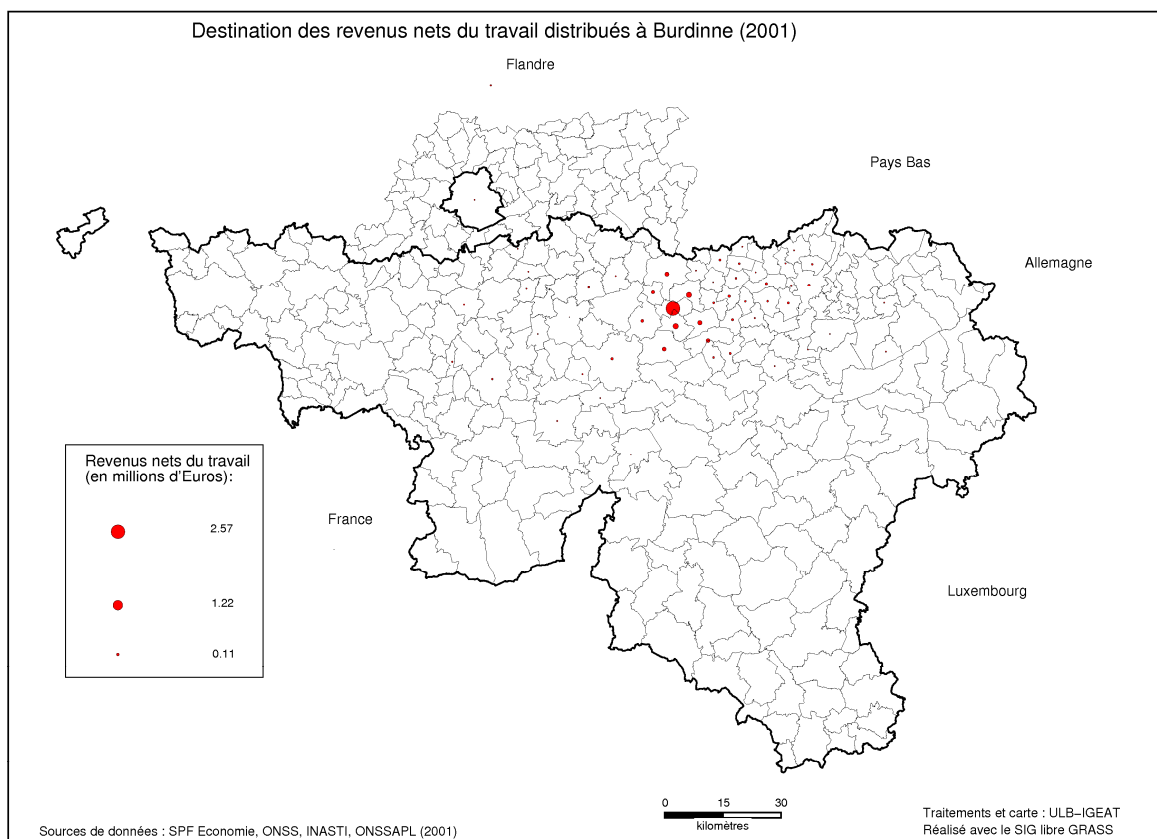 Destination des revenus nets du travail distribués à Burdinne (2001)
Flandre
Pays Bas
Allemagne
Revenus nets du travail
(en millions d'Euros):
2.57
1.22
0.11
France
Luxembourg
0 15 30
kilomètres
Sources de données : SPF Economie, ONSS, INASTI, ONSSAPL (2001)
Traitements et carte : ULB-IGEAT
Réalisé avec le SIG libre GRASS